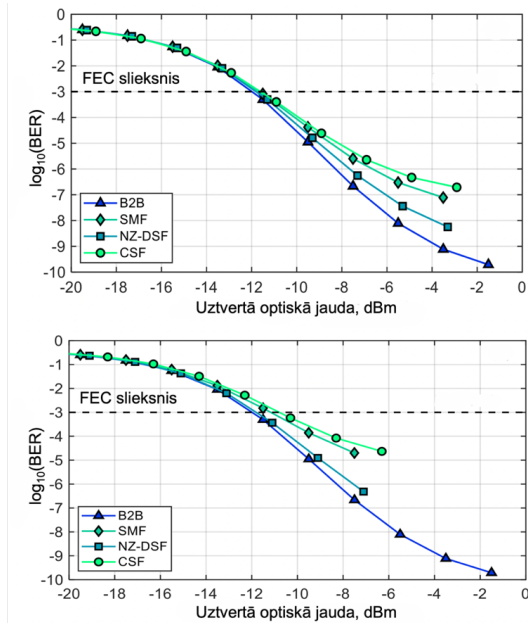 0
-1
-2
-3
-4
-5
-6
-7
-8
-9
-10
log10(BER)
FEC slieksnis
B2B
SMF
NZ-DSF
CSF
-20 -18 -16 -14 -12 -10 -8 -6 -4 -2 0
Uztvertā optiskā jauda, dBm
0
-1
-2
-3
-4
-5
-6
-7
-8
-9
-10
log10(BER)
FEC slieksnis
B2B
SMF
NZ-DSF
CSF
-20 -18 -16 -14 -12 -10 -8 -6 -4 -2 0
Uztvertā optiskā jauda, dBm